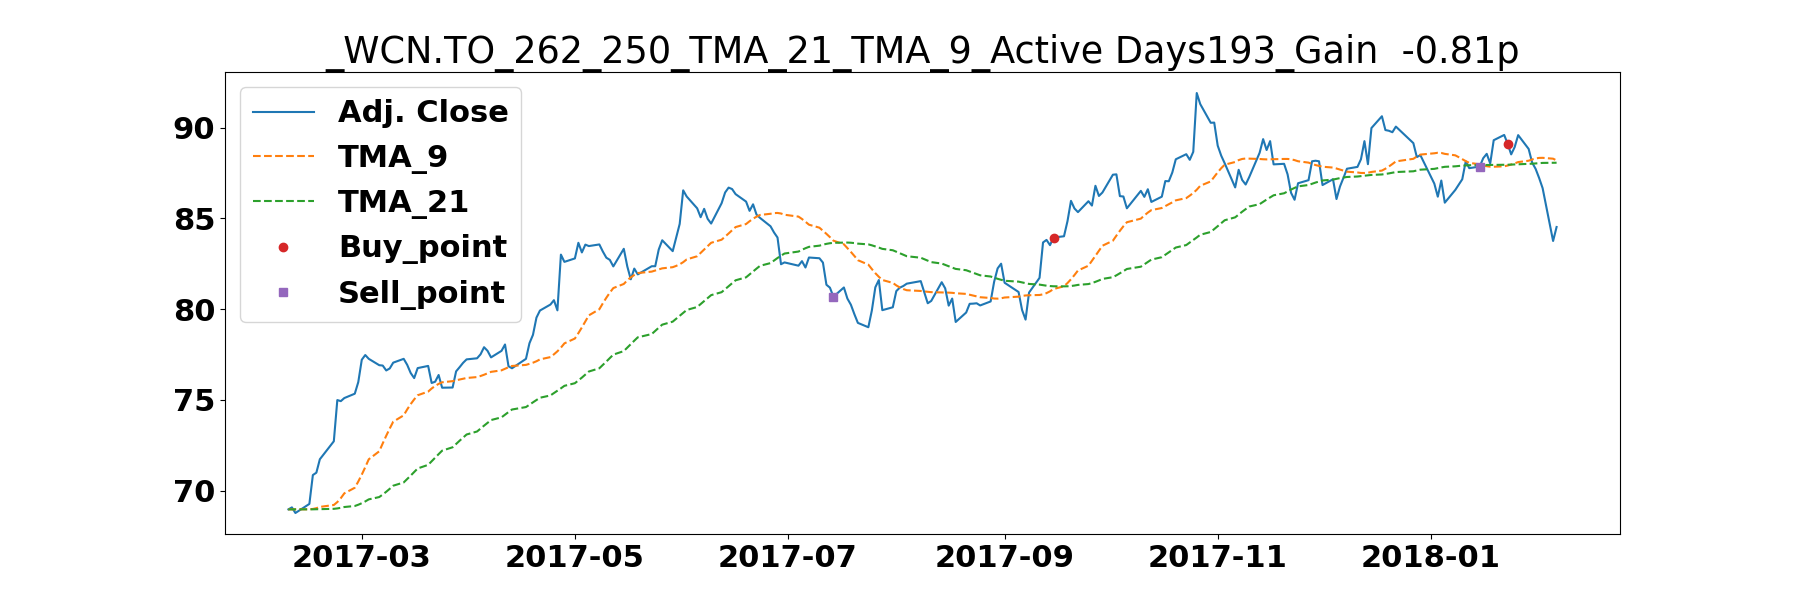 _WCN.TO_262_250_TMA_21_TMA_9_Active Days193_Gain  -0.81p
Adj. Close
TMA_9
TMA_21
Buy_point
Sell_point
90
85
80
75
70
2017-03
2017-05
2017-07
2017-09
2017-11
2018-01